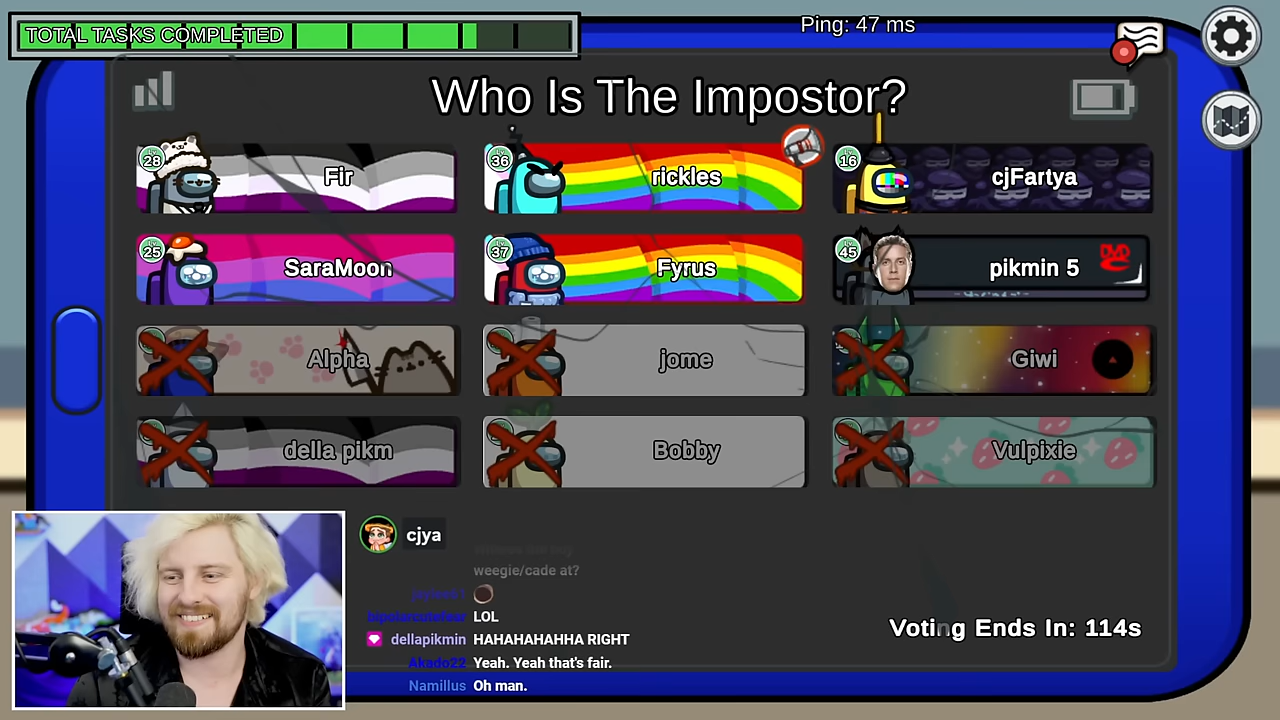 TOTAL TASKS COMPLETED
Ping: 47 ms
Who Is The Impostor?
28 Fir
36 rickles
16 cjFartya
25 SaraMoon
37 Fyrus
45 pikmin 5
DVD
Alpha
jome
Giwi
della pikm
Bobby
Vulpixie
cjya
weegie/cade at?
LOL
dellapikmin HAHAHAHAHHA RIGHT
Akado22 Yeah. Yeah that's fair.
Namillus Oh man.
Voting Ends In: 114s